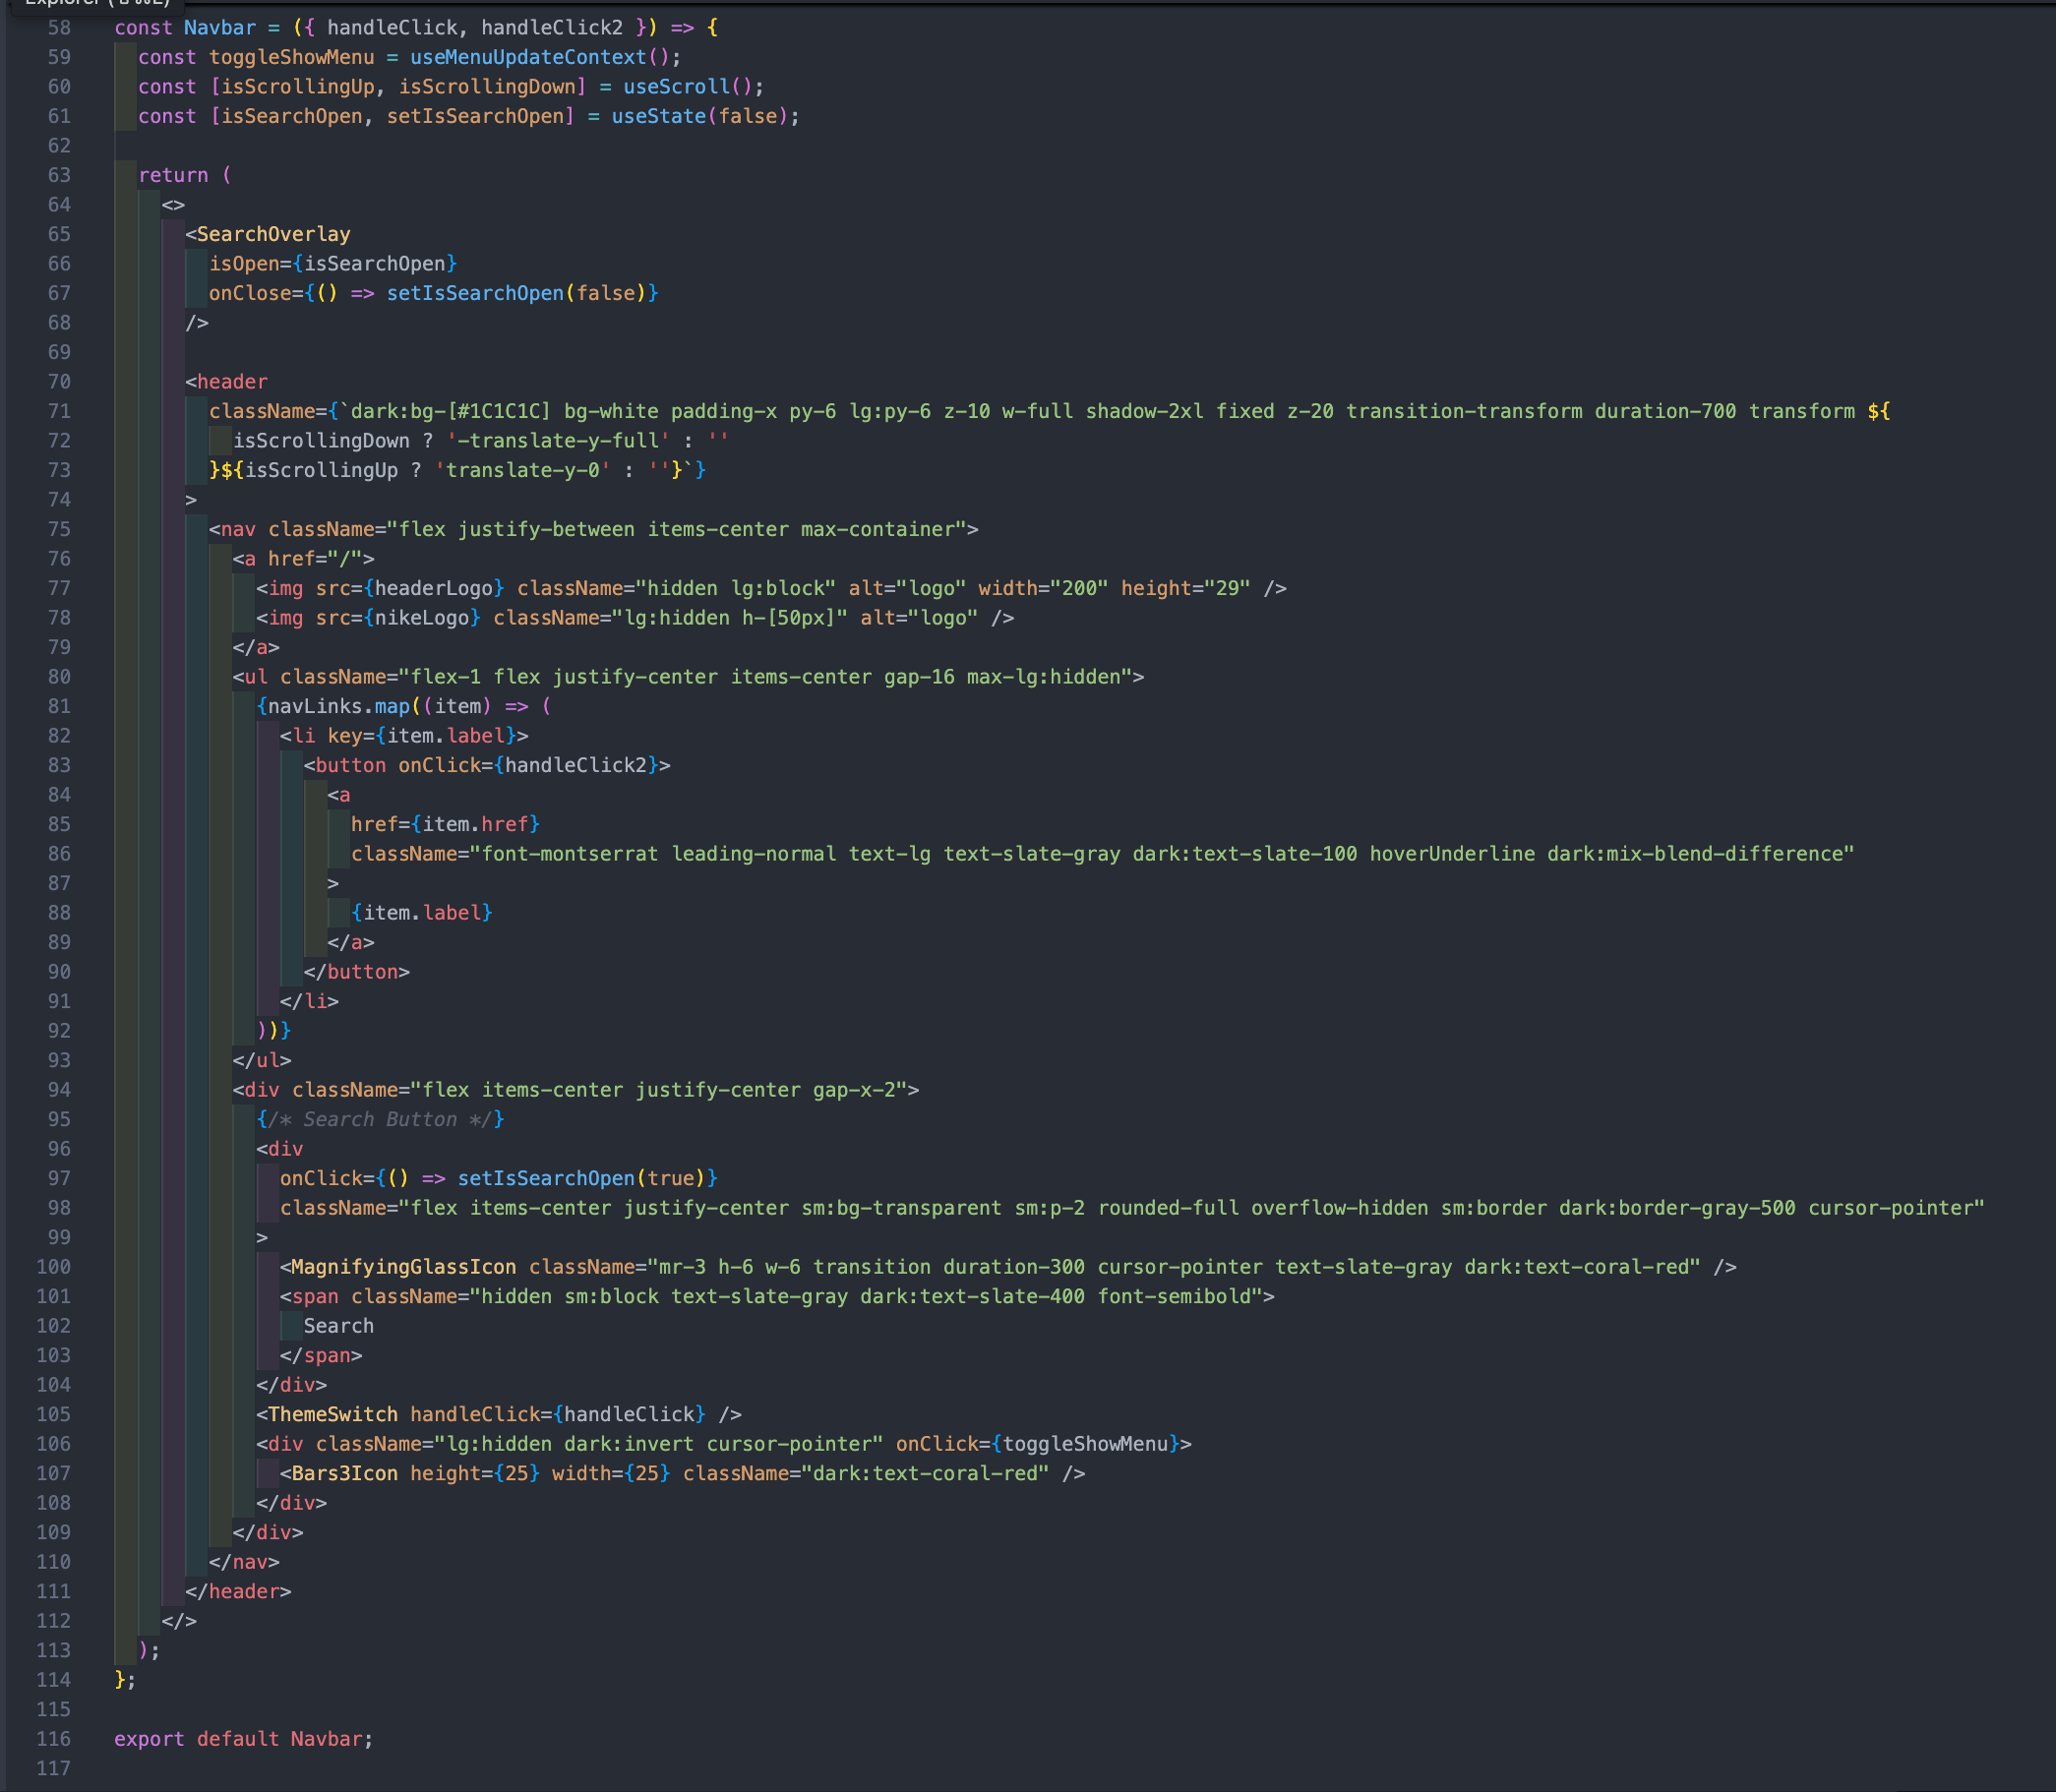 58 const Navbar = ({ handleClick, handleClick2 }) => {
59   const toggleShowMenu = useMenuUpdateContext();
60   const [isScrollingUp, isScrollingDown] = useScroll();
61   const [isSearchOpen, setIsSearchOpen] = useState(false);
62
63   return (
64     <>
65       <SearchOverlay
66         isOpen={isSearchOpen}
67         onClose={() => setIsSearchOpen(false)}
68       />
69
70       <header
71         className={`dark:bg-[#1C1C1C] bg-white padding-x py-6 lg:py-6 z-10 w-full shadow-2xl fixed z-20 transition-transform duration-700 transform ${
72           isScrollingDown ? '-translate-y-full' : ''
73         }${isScrollingUp ? 'translate-y-0' : ''}`}
74       >
75         <nav className="flex justify-between items-center max-container">
76           <a href="/">
77             <img src={headerLogo} className="hidden lg:block" alt="logo" width="200" height="29" />
78             <img src={nikeLogo} className="lg:hidden h-[50px]" alt="logo" />
79           </a>
80           <ul className="flex-1 flex justify-center items-center gap-16 max-lg:hidden">
81             {navLinks.map((item) => (
82               <li key={item.label}>
83                 <button onClick={handleClick2}>
84                   <a
85                     href={item.href}
86                     className="font-montserrat leading-normal text-lg text-slate-gray dark:text-slate-100 hoverUnderline dark:mix-blend-difference"
87                   >
88                     {item.label}
89                   </a>
90                 </button>
91               </li>
92             ))}
93           </ul>
94           <div className="flex items-center justify-center gap-x-2">
95             {/* Search Button */}
96             <div
97               onClick={() => setIsSearchOpen(true)}
98               className="flex items-center justify-center sm:bg-transparent sm:p-2 rounded-full overflow-hidden sm:border dark:border-gray-500 cursor-pointer"
99             >
100               <MagnifyingGlassIcon className="mr-3 h-6 w-6 transition duration-300 cursor-pointer text-slate-gray dark:text-coral-red" />
101               <span className="hidden sm:block text-slate-gray dark:text-slate-400 font-semibold">
102                 Search
103               </span>
104             </div>
105             <ThemeSwitch handleClick={handleClick} />
106             <div className="lg:hidden dark:invert cursor-pointer" onClick={toggleShowMenu}>
107               <Bars3Icon height={25} width={25} className="dark:text-coral-red" />
108             </div>
109           </div>
110         </nav>
111       </header>
112     </>
113   );
114 };
115
116 export default Navbar;
117